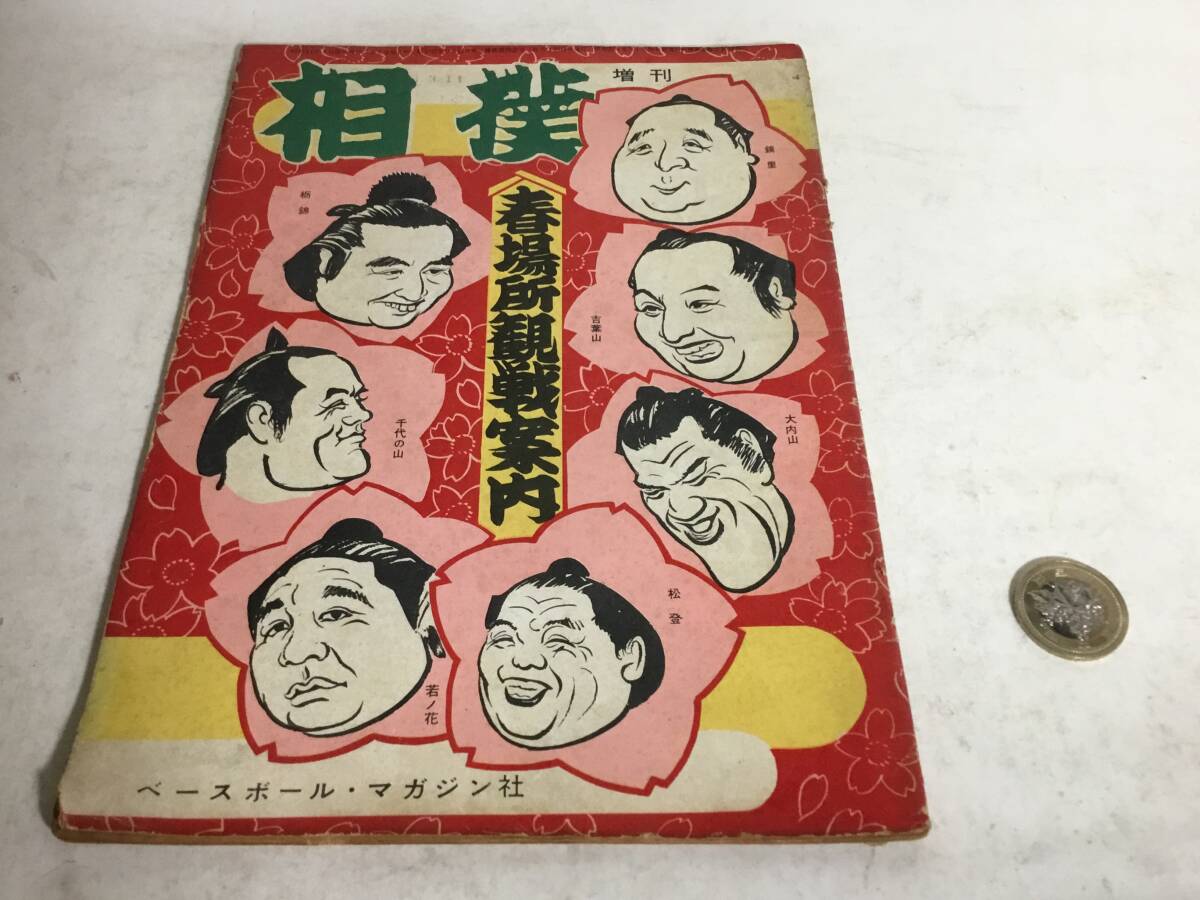 相撲
増刊
春場所観戦案内
鏡里
栃錦
吉葉山
千代の山
大内山
松登
若ノ花
ベースボール・マガジン社